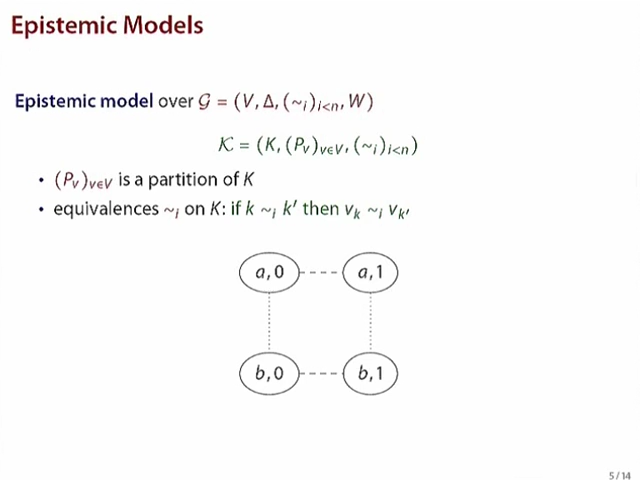 Epistemic Models
Epistemic model over 𝒢 = (V, Δ, (~ᵢ)ᵢ<ₙ, W)
𝒦 = (K, (Pᵥ)ᵥ∈V, (~ᵢ)ᵢ<ₙ)
• (Pᵥ)ᵥ∈V is a partition of K
• equivalences ~ᵢ on K: if k ~ᵢ k′ then vₖ ~ᵢ vₖ′
a, 0 a, 1
b, 0 b, 1
5 / 14